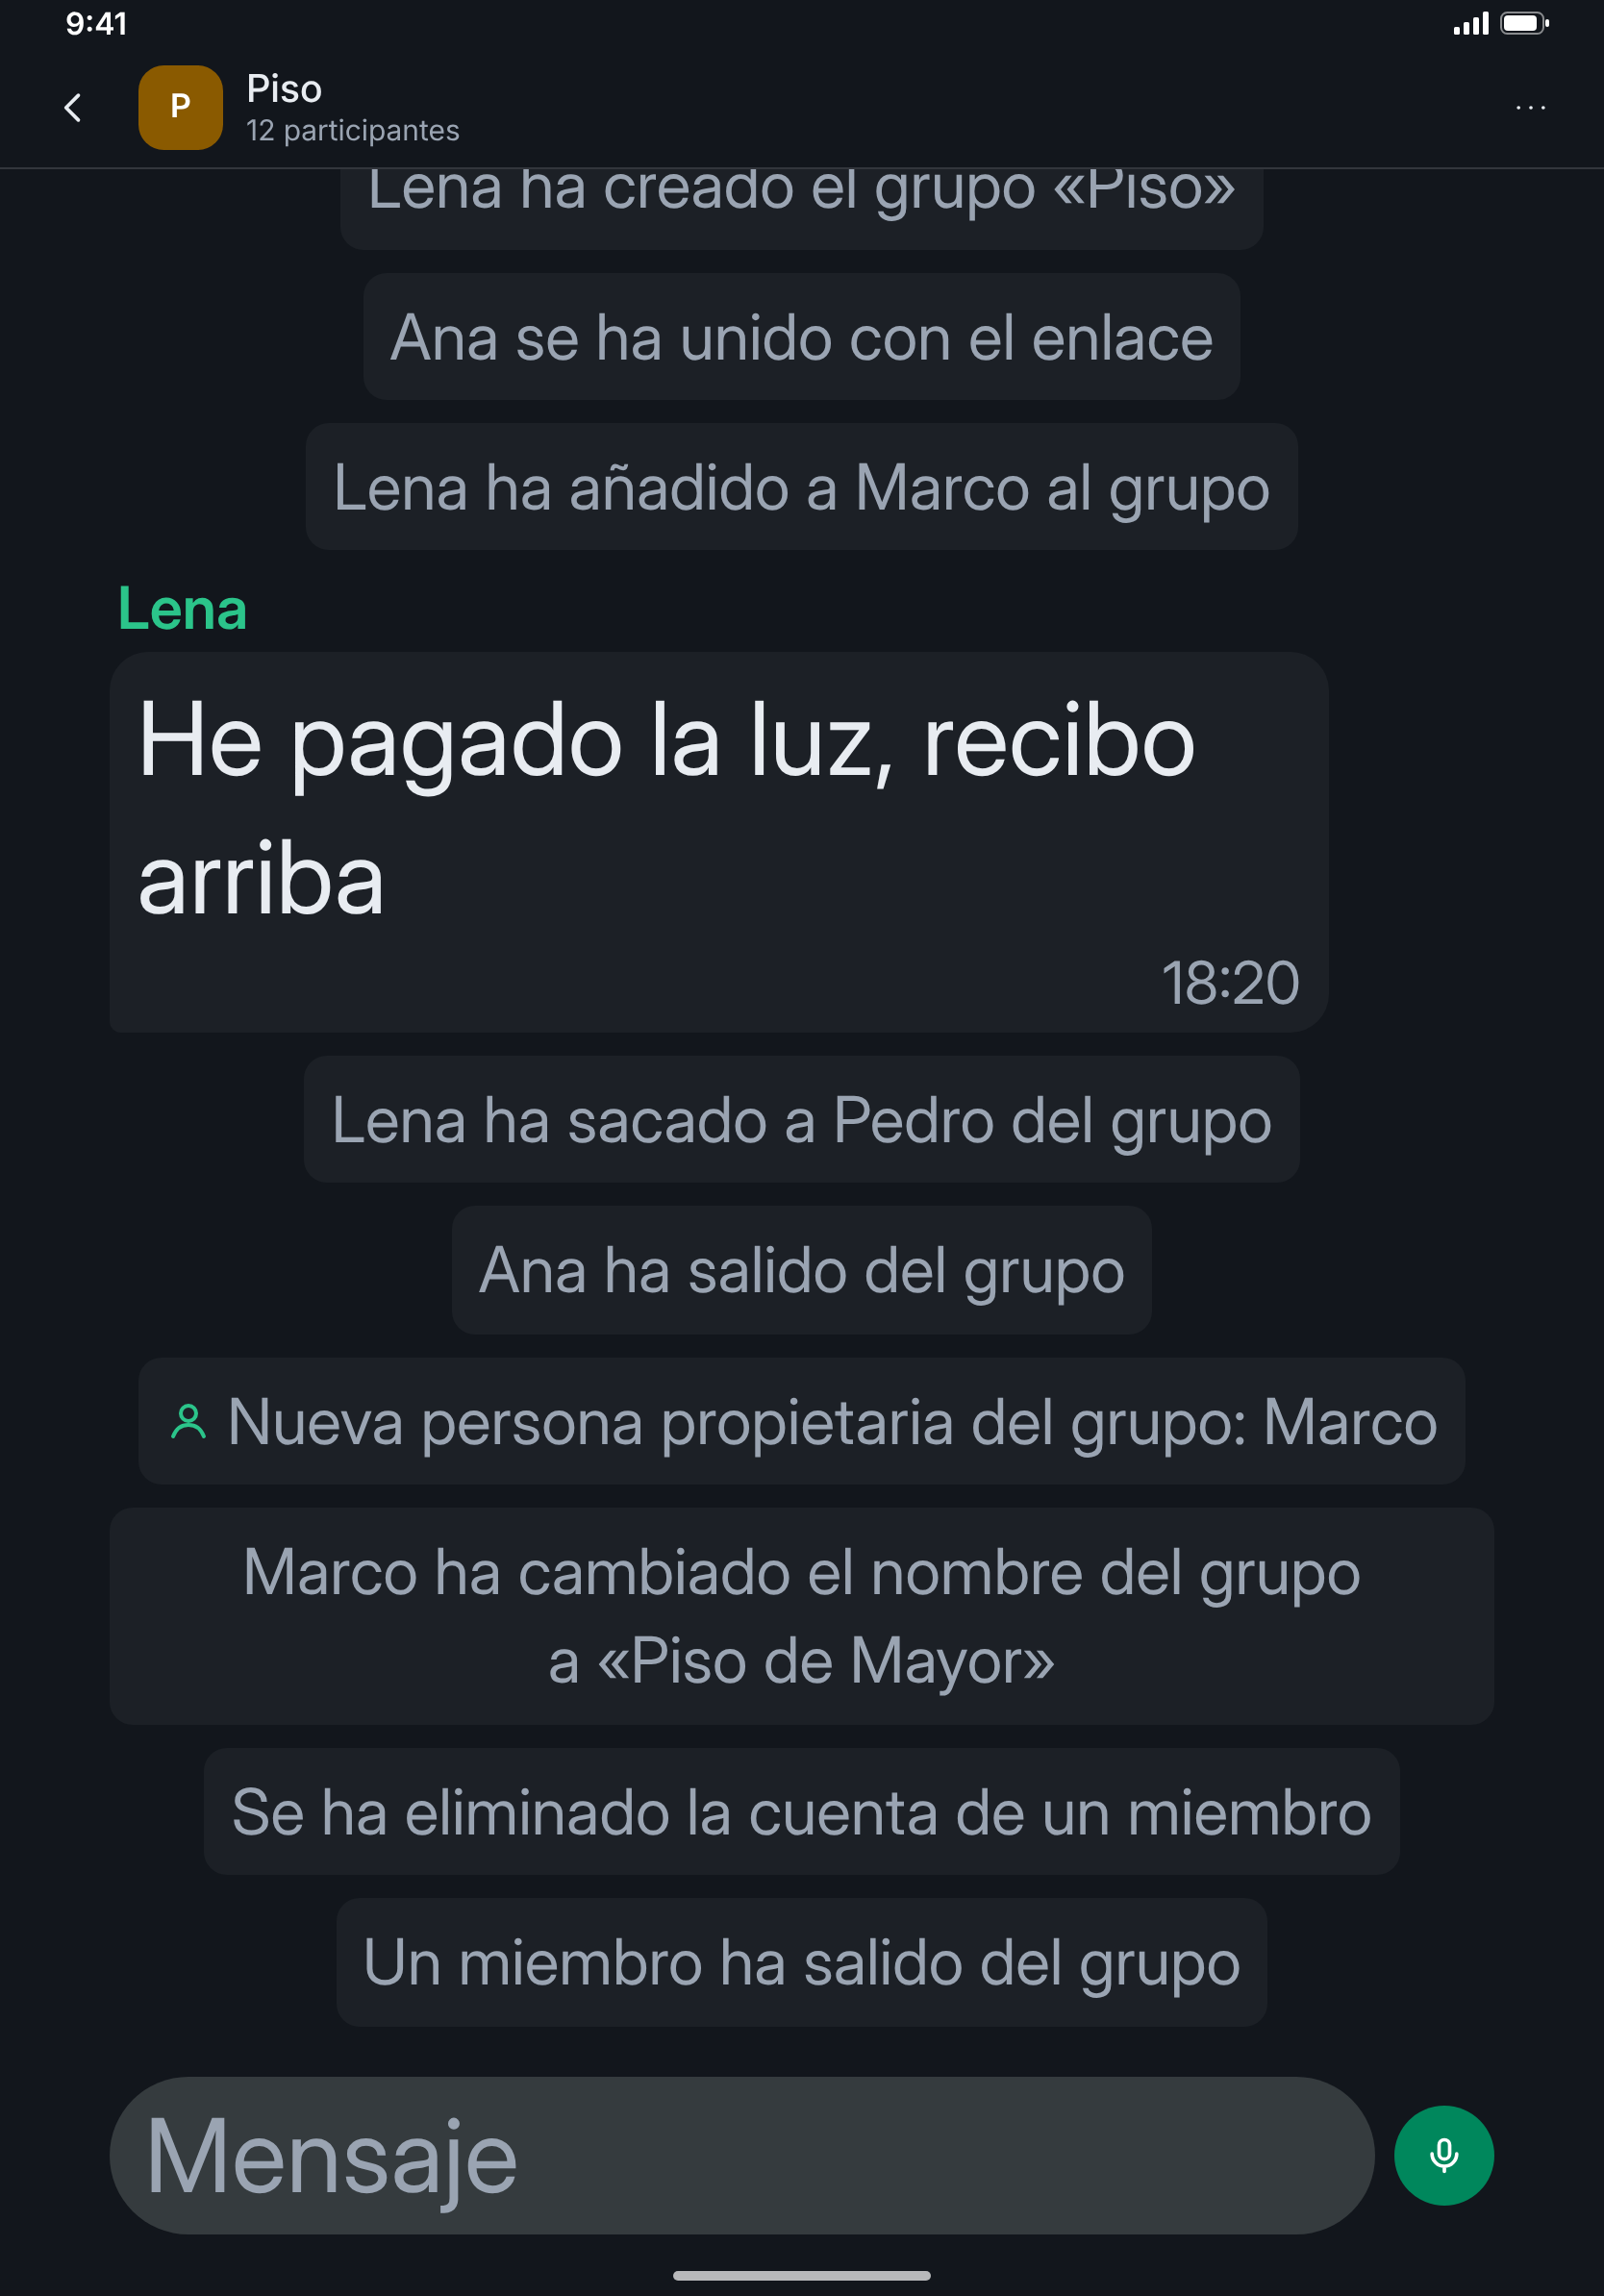 9:41
P
Piso
12 participantes
Lena ha creado el grupo «Piso»
Ana se ha unido con el enlace
Lena ha añadido a Marco al grupo
Lena
He pagado la luz, recibo
arriba
18:20
Lena ha sacado a Pedro del grupo
Ana ha salido del grupo
Nueva persona propietaria del grupo: Marco
Marco ha cambiado el nombre del grupo
a «Piso de Mayor»
Se ha eliminado la cuenta de un miembro
Un miembro ha salido del grupo
Mensaje